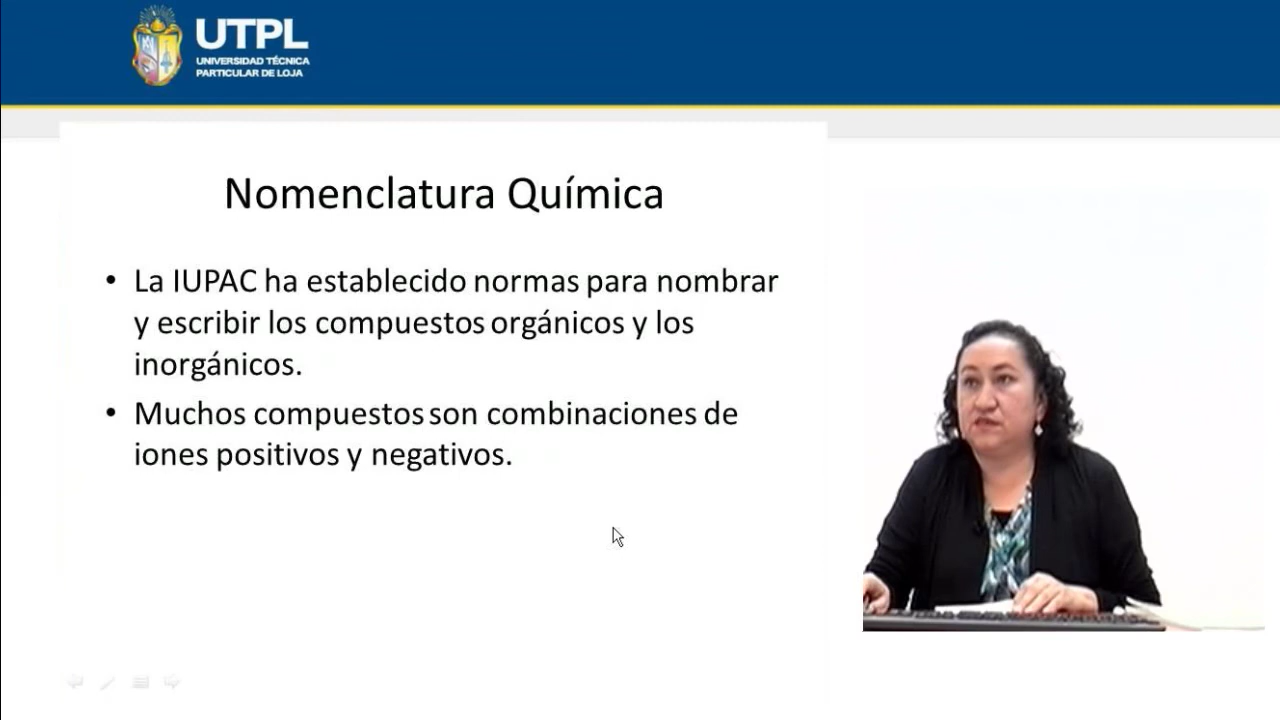 UTPL
UNIVERSIDAD TÉCNICA
PARTICULAR DE LOJA
Nomenclatura Química
• La IUPAC ha establecido normas para nombrar
y escribir los compuestos orgánicos y los
inorgánicos.
• Muchos compuestos son combinaciones de
iones positivos y negativos.